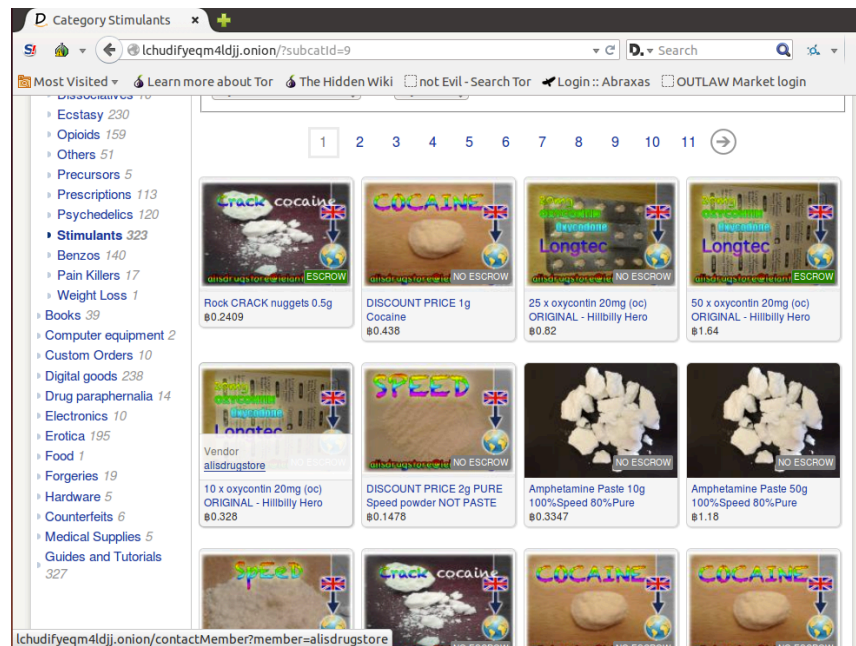 Category Stimulants
lchudifyeqm4ldjj.onion/?subcatId=9
Search
Most Visited
Learn more about Tor
The Hidden Wiki
not Evil - Search Tor
Login :: Abraxas
OUTLAW Market login
Dissociatives
Ecstasy 230
Opioids 159
Others 51
Precursors 5
Prescriptions 113
Psychedelics 120
Stimulants 323
Benzos 140
Pain Killers 17
Weight Loss 1
Books 39
Computer equipment 2
Custom Orders 10
Digital goods 238
Drug paraphernalia 14
Electronics 10
Erotica 195
Food 1
Forgeries 19
Hardware 5
Counterfeits 6
Medical Supplies 5
Guides and Tutorials
327
1 2 3 4 5 6 7 8 9 10 11
Crack cocaine
ESCROW
Rock CRACK nuggets 0.5g
฿0.2409
COCAINE
NO ESCROW
DISCOUNT PRICE 1g
Cocaine
฿0.438
OXYCONTIN
Oxycodone
Longtec
NO ESCROW
25 x oxycontin 20mg (oc)
ORIGINAL - Hillbilly Hero
฿0.82
OXYCONTIN
Oxycodone
Longtec
ESCROW
50 x oxycontin 20mg (oc)
ORIGINAL - Hillbilly Hero
฿1.64
OXYCONTIN
Oxycodone
Longtec
Vendor
alisdrugstore
10 x oxycontin 20mg (oc)
ORIGINAL - Hillbilly Hero
฿0.328
SPEED
NO ESCROW
DISCOUNT PRICE 2g PURE
Speed powder NOT PASTE
฿0.1478
NO ESCROW
Amphetamine Paste 10g
100%Speed 80%Pure
฿0.3347
NO ESCROW
Amphetamine Paste 50g
100%Speed 80%Pure
฿1.18
SpEeD
Crack cocaine
COCAINE
COCAINE
lchudifyeqm4ldjj.onion/contactMember?member=alisdrugstore